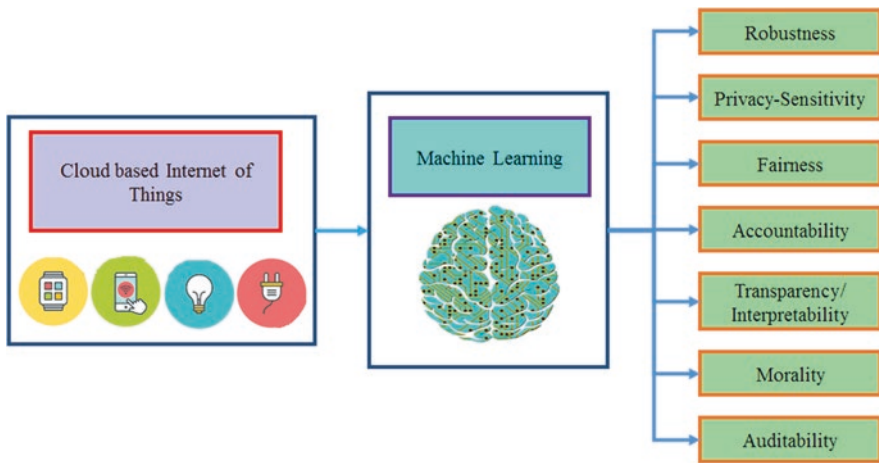 Cloud based Internet of
Things
Machine Learning
Robustness
Privacy-Sensitivity
Fairness
Accountability
Transparency/
Interpretability
Morality
Auditability